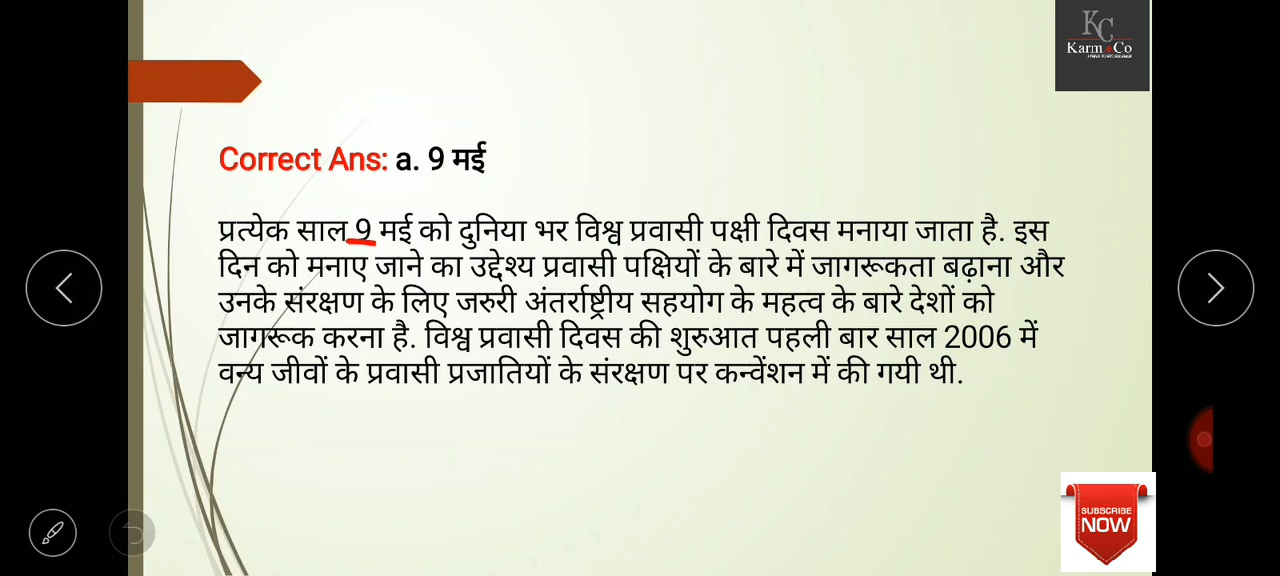 KC
Karm Co
Correct Ans: a. 9 मई
प्रत्येक साल 9 मई को दुनिया भर विश्व प्रवासी पक्षी दिवस मनाया जाता है. इस
दिन को मनाए जाने का उद्देश्य प्रवासी पक्षियों के बारे में जागरूकता बढ़ाना और
उनके संरक्षण के लिए जरुरी अंतर्राष्ट्रीय सहयोग के महत्व के बारे देशों को
जागरूक करना है. विश्व प्रवासी दिवस की शुरुआत पहली बार साल 2006 में
वन्य जीवों के प्रवासी प्रजातियों के संरक्षण पर कन्वेंशन में की गयी थी.
SUBSCRIBE
NOW